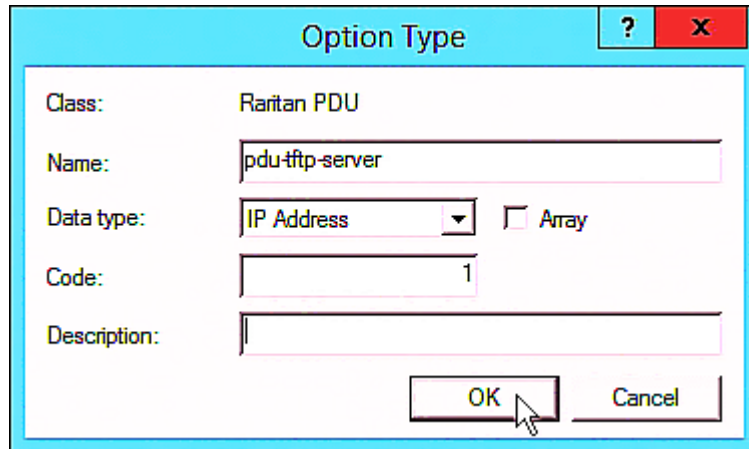 Option Type
?
x
Class: Raritan PDU
Name: pdu-tftp-server
Data type: IP Address Array
Code: 1
Description:
OK Cancel